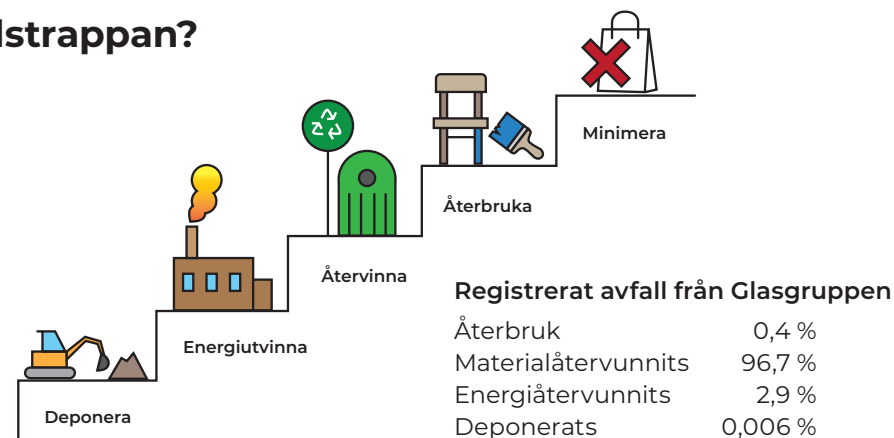 lstrappan?
Minimera
Återbruka
Återvinna
Energiutvinna
Deponera
Registrerat avfall från Glasgruppen
Återbruk 0,4 %
Materialåtervunnits 96,7 %
Energiåtervunnits 2,9 %
Deponerats 0,006 %